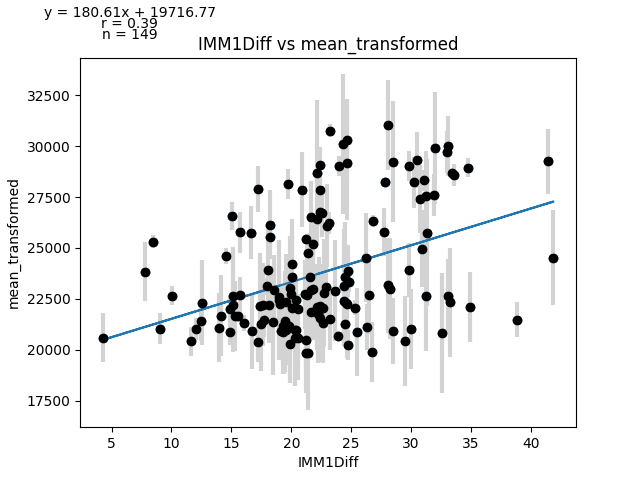 y = 180.61x + 19716.77
r = 0.39
n = 149
IMM1Diff vs mean_transformed
mean_transformed
32500
30000
27500
25000
22500
20000
17500
5 10 15 20 25 30 35 40
IMM1Diff